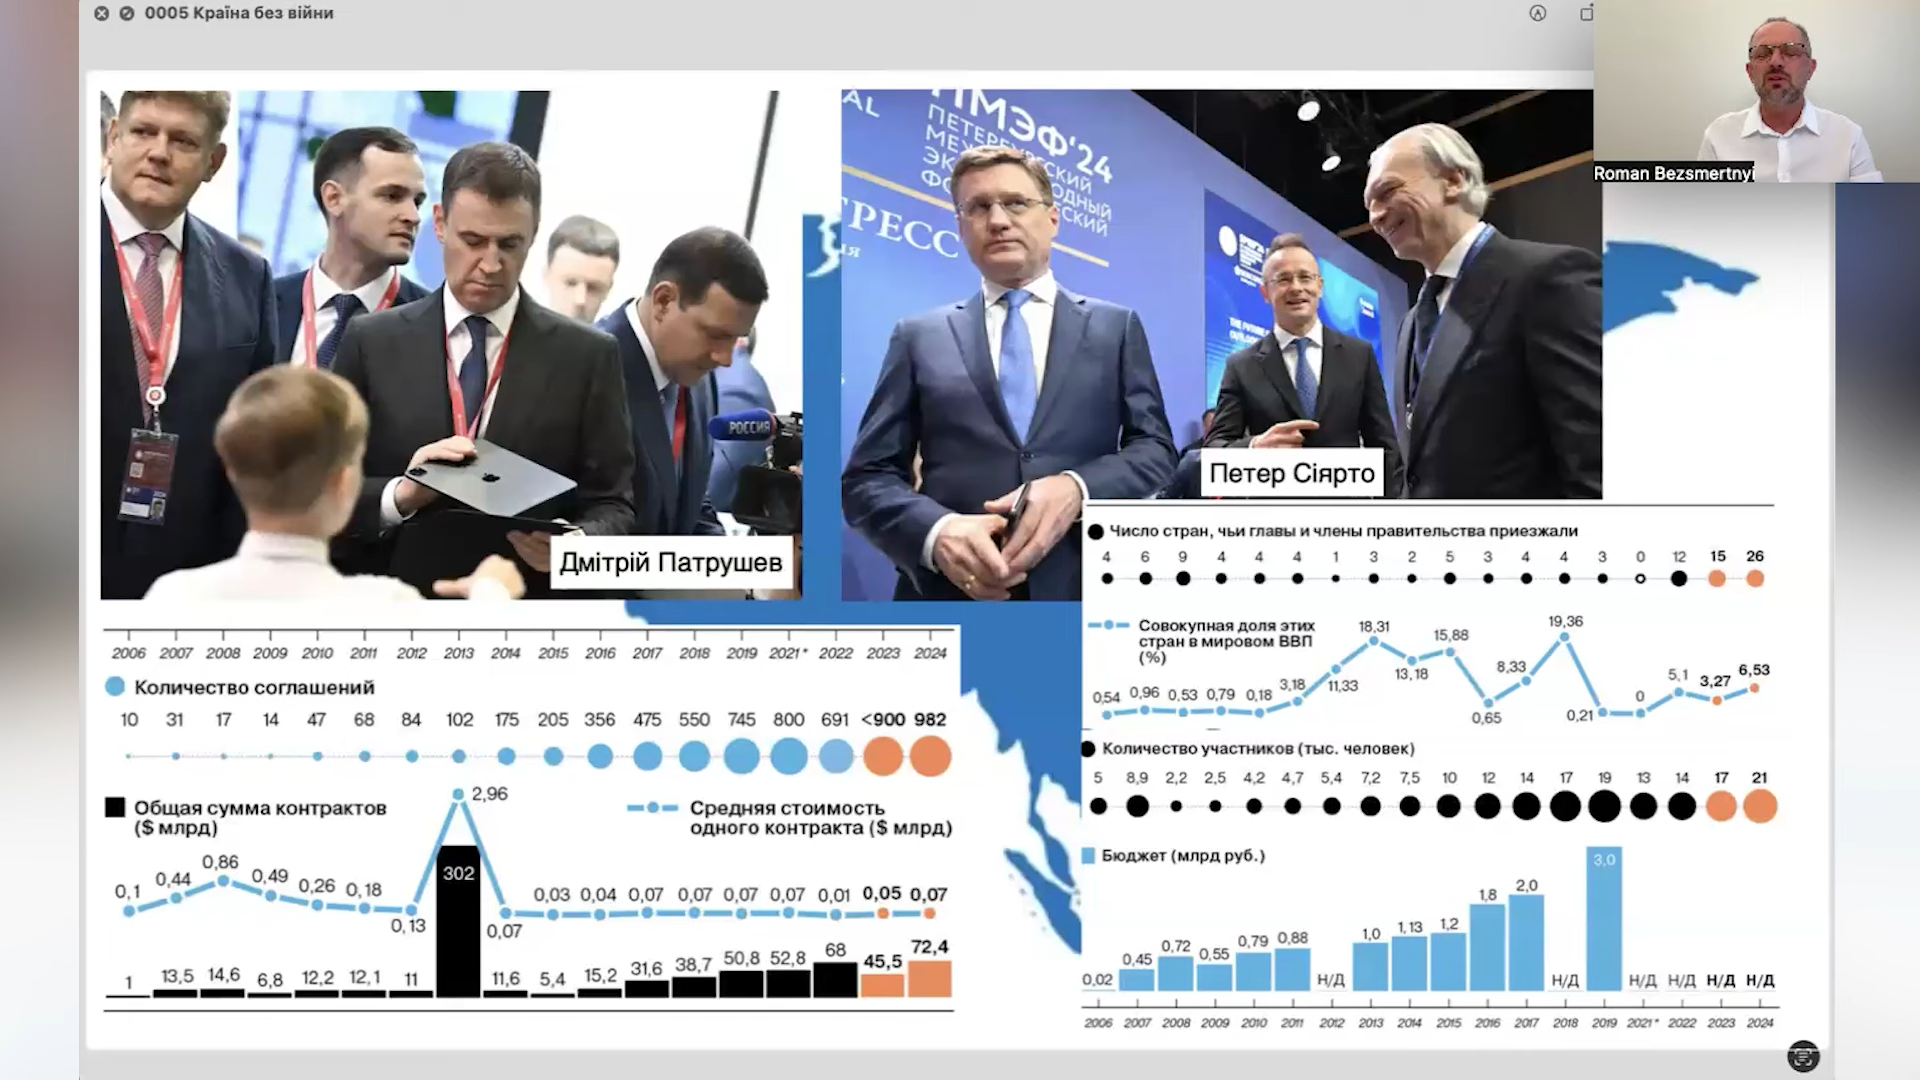 0005 Країна без війни
Roman Bezsmertnyi
AL
ПМЭФ'24
ПЕТЕРБУРГСКИЙ
РОССИЯ
Дмітрій Патрушев
Петер Сіярто
2006 2007 2008 2009 2010 2011 2012 2013 2014 2015 2016 2017 2018 2019 2021* 2022 2023 2024
Количество соглашений
10 31 17 14 47 68 84 102 175 205 356 475 550 745 800 691 <900 982
Общая сумма контрактов
($ млрд)
Средняя стоимость
одного контракта ($ млрд)
0,1 0,44 0,86 0,49 0,26 0,18 0,13 2,96 0,07 0,03 0,04 0,07 0,07 0,07 0,07 0,01 0,05 0,07
1 13,5 14,6 6,8 12,2 12,1 11 302 11,6 5,4 15,2 31,6 38,7 50,8 52,8 68 45,5 72,4
Число стран, чьи главы и члены правительства приезжали
4 6 9 4 4 4 1 3 2 5 3 4 4 3 0 12 15 26
Совокупная доля этих
стран в мировом ВВП
(%)
0,54 0,96 0,53 0,79 0,18 3,18 11,33 18,31 13,18 15,88 0,65 8,33 19,36 0,21 0 5,1 3,27 6,53
Количество участников (тыс. человек)
5 8,9 2,2 2,5 4,2 4,7 5,4 7,2 7,5 10 12 14 17 19 13 14 17 21
Бюджет (млрд руб.)
0,02 0,45 0,72 0,55 0,79 0,88 Н/Д 1,0 1,13 1,2 1,8 2,0 Н/Д 3,0 Н/Д Н/Д Н/Д Н/Д
2006 2007 2008 2009 2010 2011 2012 2013 2014 2015 2016 2017 2018 2019 2021* 2022 2023 2024